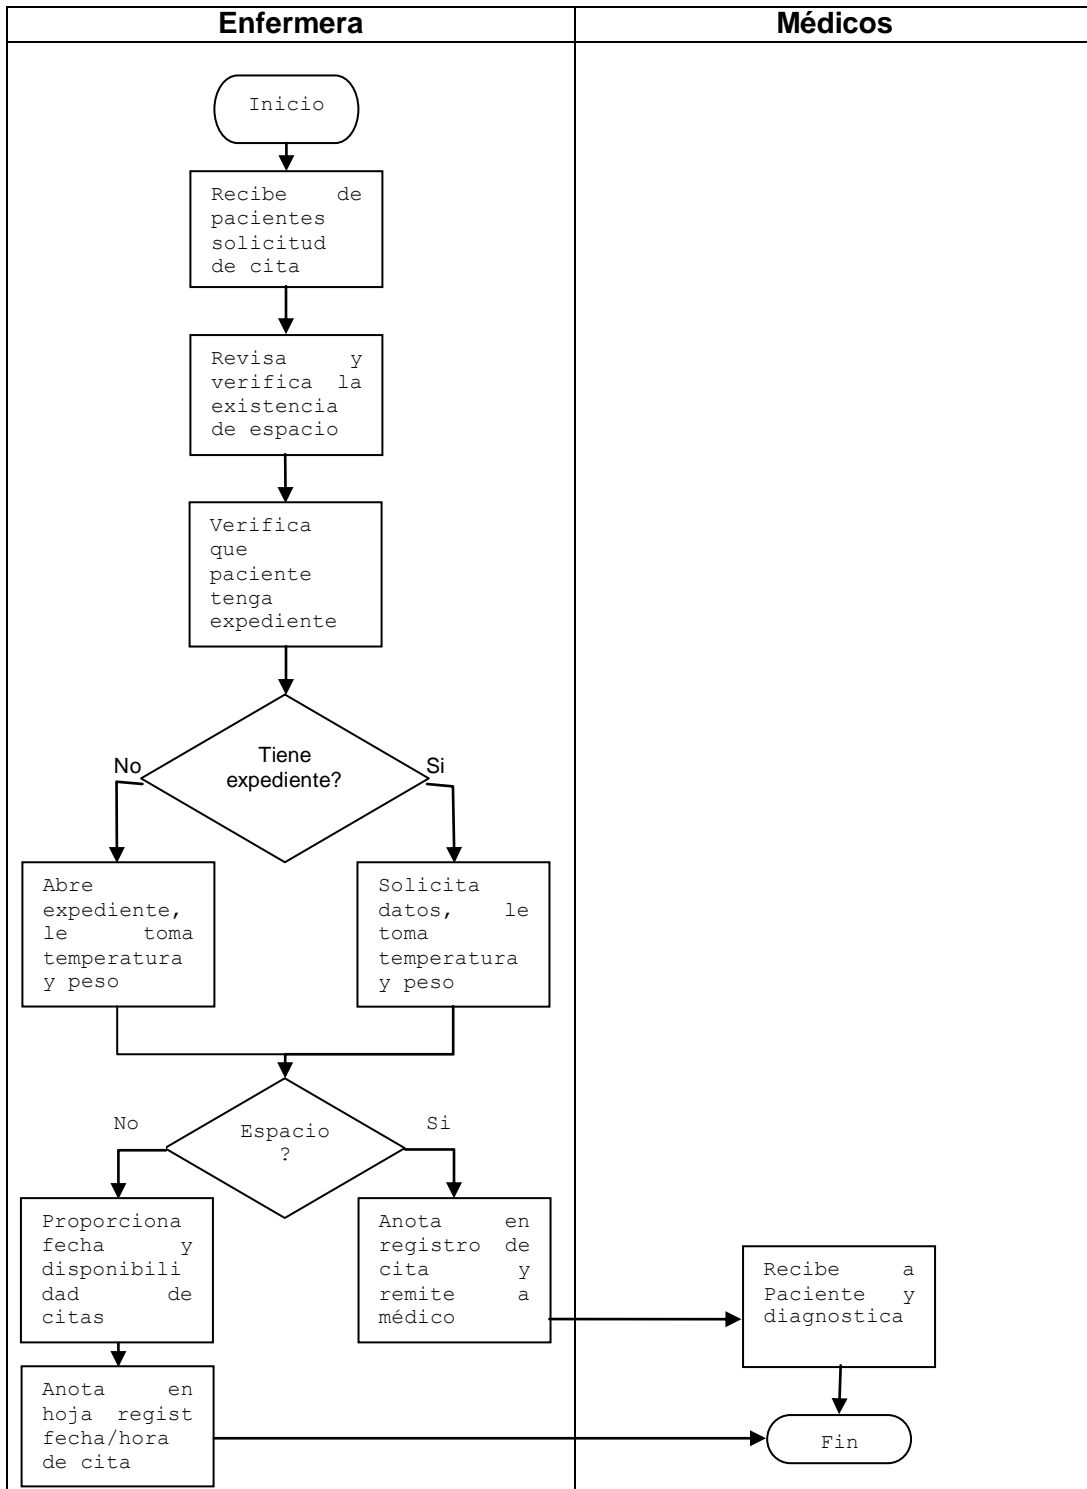 Enfermera
Médicos
Inicio
Recibe de
pacientes
solicitud
de cita
Revisa y
verifica la
existencia
de espacio
Verifica
que
paciente
tenga
expediente
Tiene
expediente?
No
Si
Abre
expediente,
le toma
temperatura
y peso
Solicita
datos, le
toma
temperatura
y peso
Espacio
?
No
Si
Proporciona
fecha y
disponibili
dad de
citas
Anota en
registro de
cita y
remite a
médico
Recibe a
Paciente y
diagnostica
Anota en
hoja regist
fecha/hora
de cita
Fin